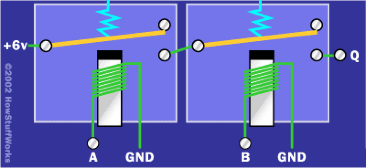 +6v
Q
A GND B GND
©2002 HowStuffWorks